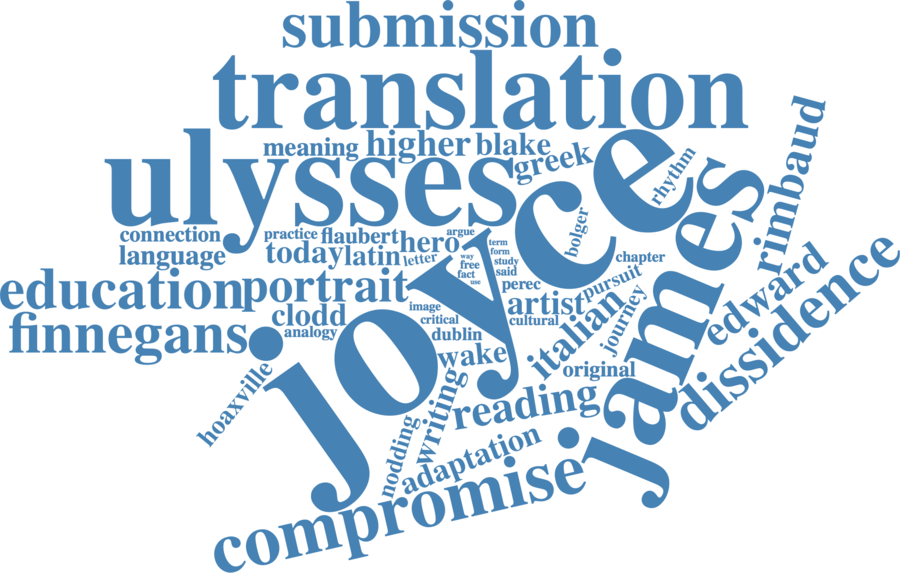 submission
translation
meaning higher blake
ulysses
greek
rhythm
rimbaud
joyce
james
connection
practice flaubert
hero
argue
bolger
language
today latin
letter
term
form
way
free
study
chapter
fact
said
use
perec
pursuit
education
portrait
artist
edward
dissidence
image
clodd
critical
cultural
italian
journey
finnegans
analogy
dublin
wake
original
hoaxville
writing
reading
nodding
adaptation
compromise